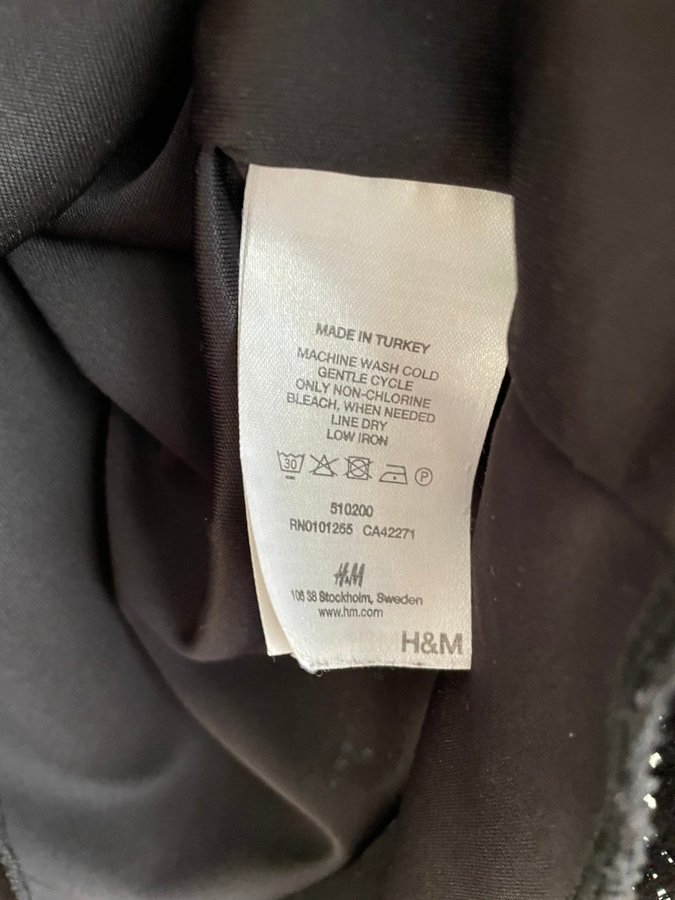 MADE IN TURKEY
MACHINE WASH COLD
GENTLE CYCLE
ONLY NON-CHLORINE
BLEACH, WHEN NEEDED
LINE DRY
LOW IRON
30 P
510200
RN0101255 CA42271
H&M
106 38 Stockholm, Sweden
www.hm.com
H&M